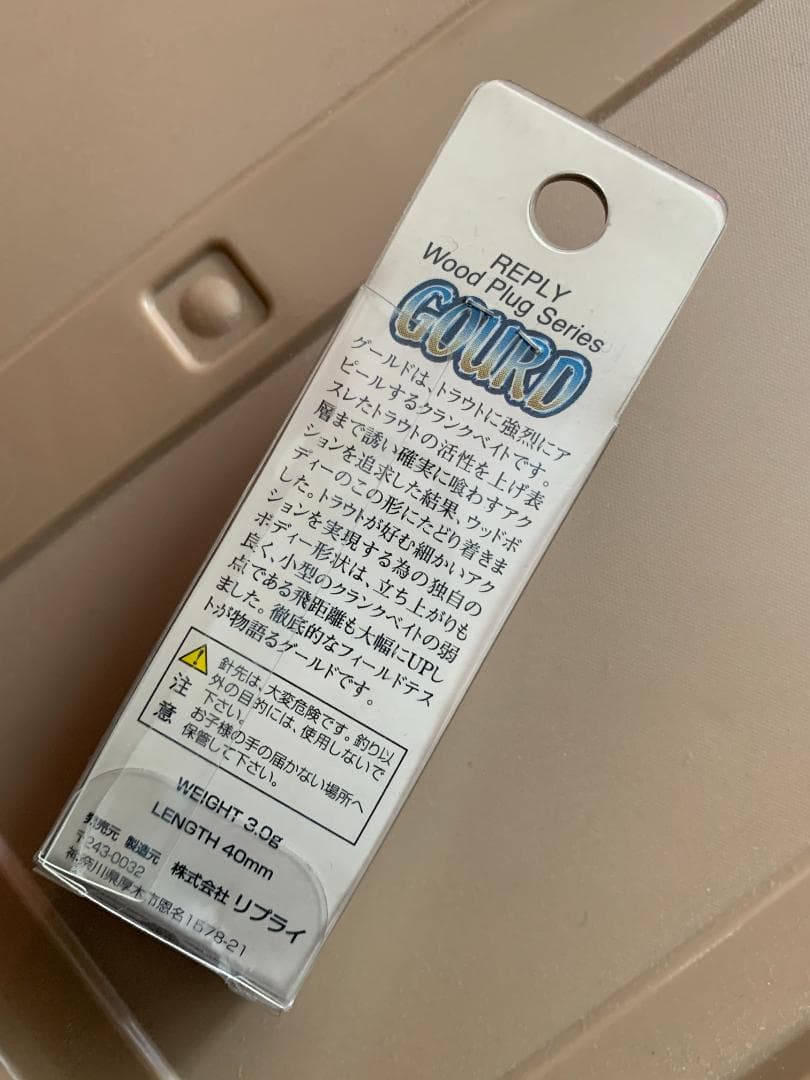 REPLY
Wood Plug Series
GOURD
ゲールドは、トラウトに強烈にア
ピールするクランクベイトです。
スレたトラウトの活性を上げ表
層まで誘い確実に喰わすアク
ションを追求した結果、ウッドボ
ディーのこの形にたどり着きま
した。トラウトが好む細かいアク
ションを実現する為の独自の
ボディー形状は、立ち上がりも
良く、小型のクランクベイトの弱
点である飛距離も大幅にUPし
ました。徹底的なフィールドテス
トが物語るゲールドです。
注意
針先は、大変危険です。釣り以
外の目的には、使用しないで
下さい。
お子様の手の届かない場所へ
保管して下さい。
WEIGHT 3.0g
LENGTH 40mm
発売元 製造元 株式会社 リプライ
〒243-0032
神奈川県厚木市恩名1578-21